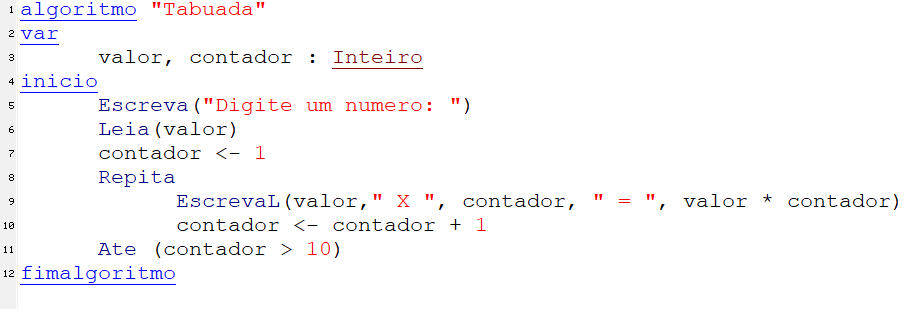 1 algoritmo "Tabuada"
2 var
3 valor, contador : Inteiro
4 inicio
5 Escreva("Digite um numero: ")
6 Leia(valor)
7 contador <- 1
8 Repita
9 EscrevaL(valor," X ", contador, " = ", valor * contador)
10 contador <- contador + 1
11 Ate (contador > 10)
12 fimalgoritmo